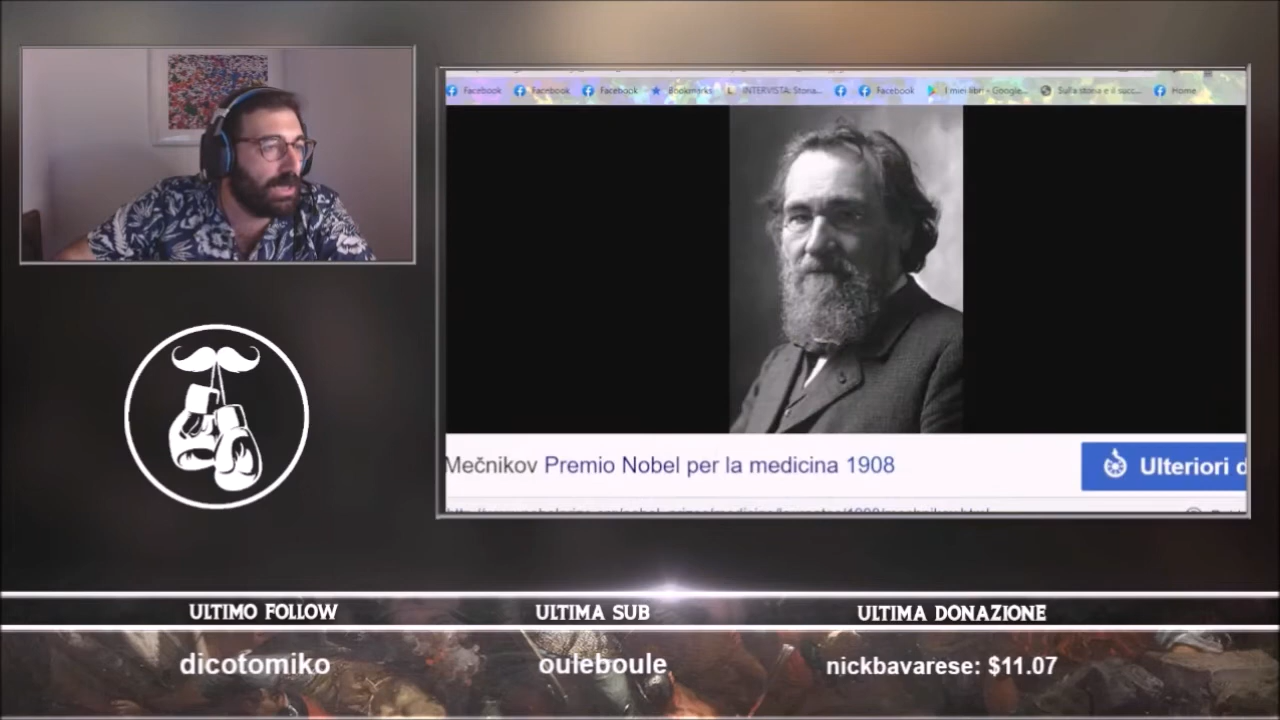 Facebook Facebook Facebook Bookmarks INTERVISTA: Storia... Facebook I miei libri - Google... Sulla storia e il succ... Home
Mečnikov Premio Nobel per la medicina 1908
Ulteriori d
ULTIMO FOLLOW ULTIMA SUB ULTIMA DONAZIONE
dicotomiko ouleboule nickbavarese: $11.07